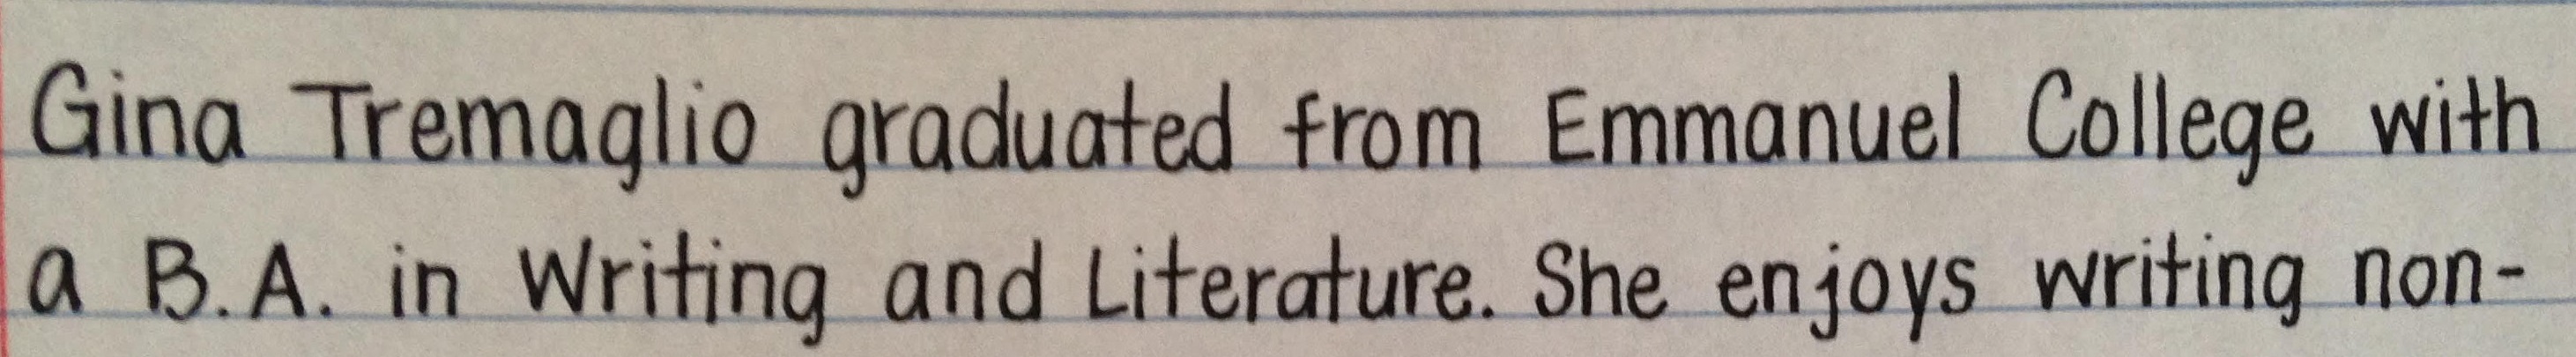 Gina Tremaglio graduated from Emmanuel College with
a B.A. in Writing and Literature. She enjoys writing non-